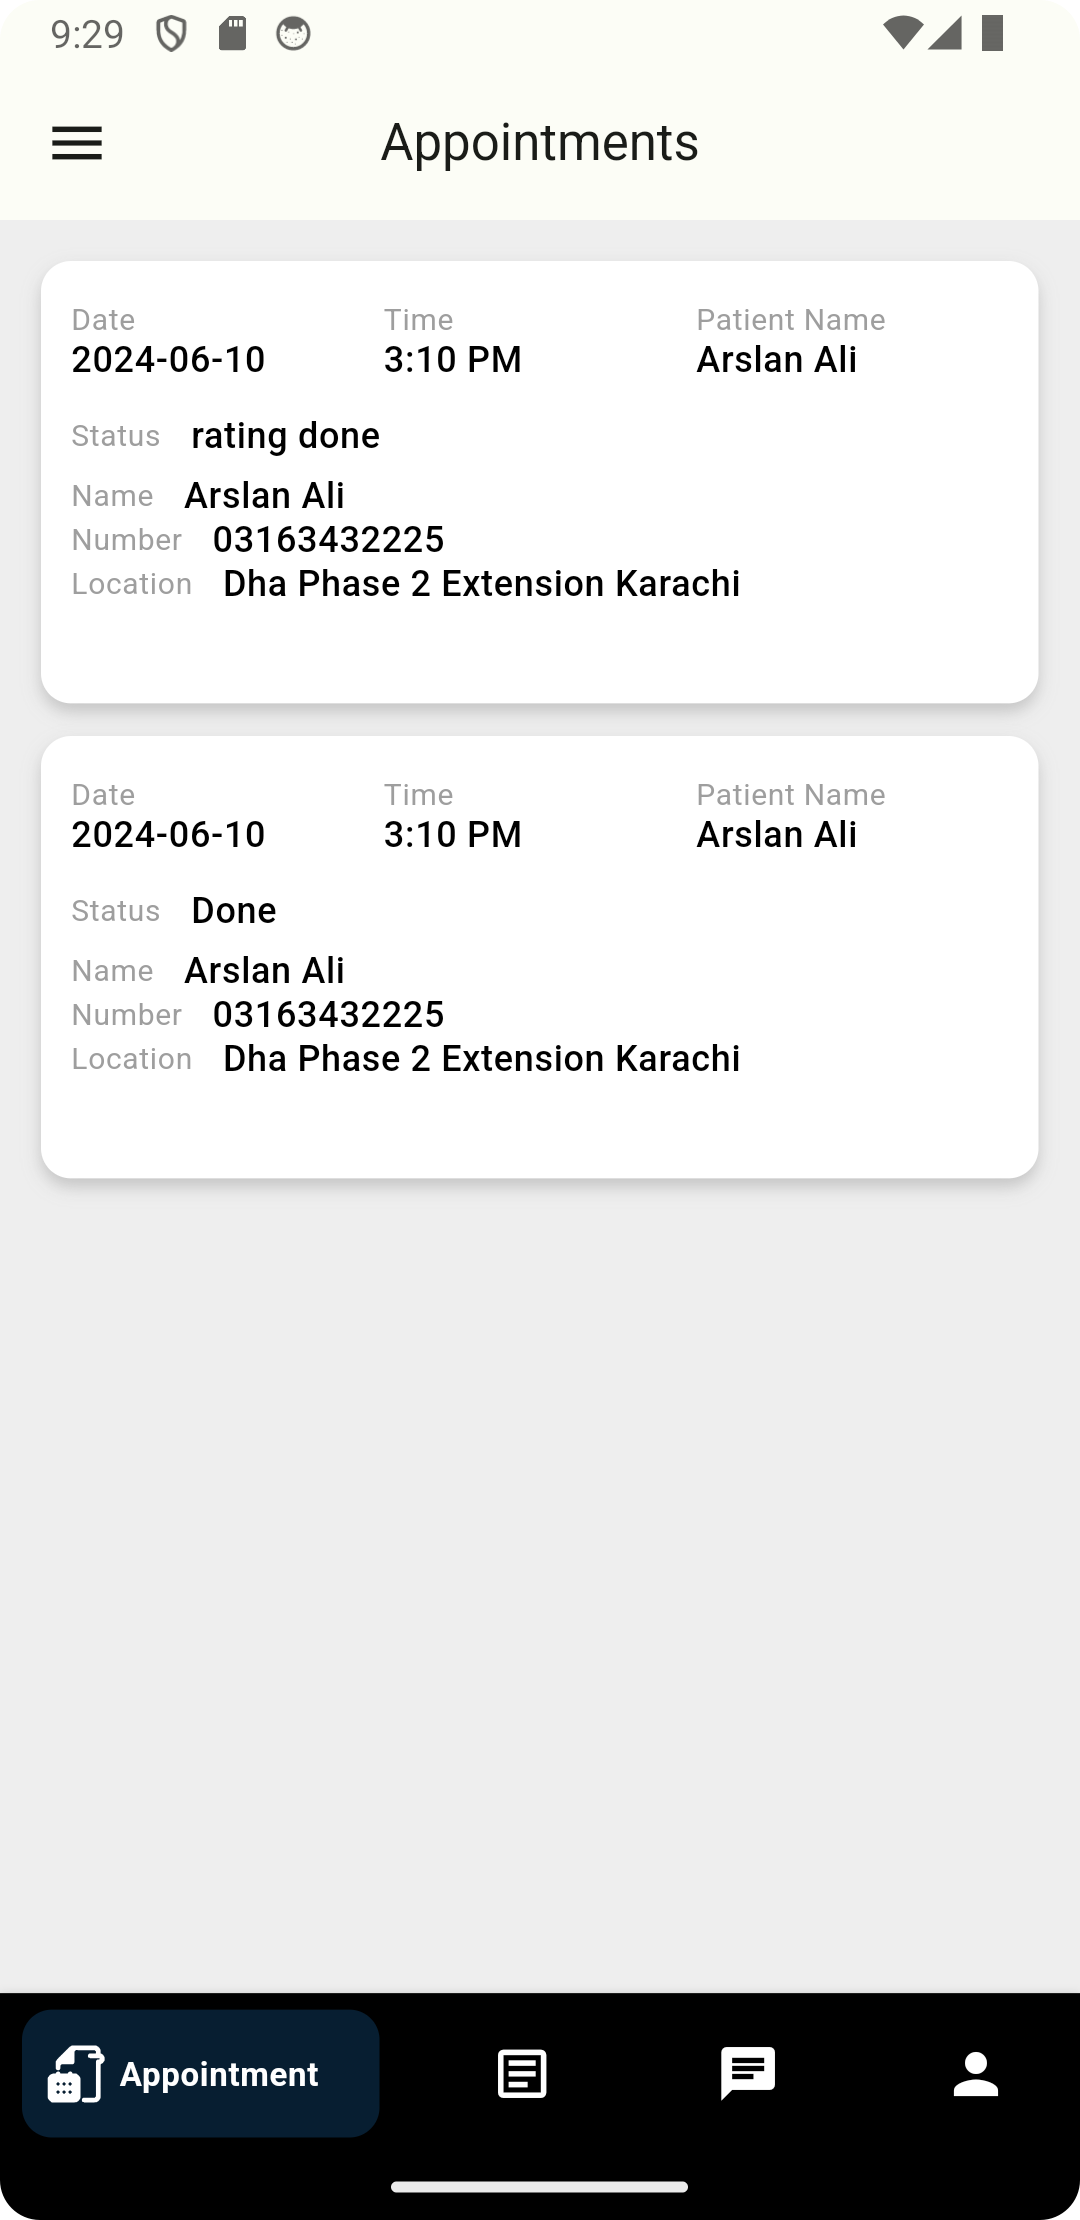 9:29
Appointments
Date Time Patient Name
2024-06-10 3:10 PM Arslan Ali
Status rating done
Name Arslan Ali
Number 03163432225
Location Dha Phase 2 Extension Karachi
Date Time Patient Name
2024-06-10 3:10 PM Arslan Ali
Status Done
Name Arslan Ali
Number 03163432225
Location Dha Phase 2 Extension Karachi
Appointment